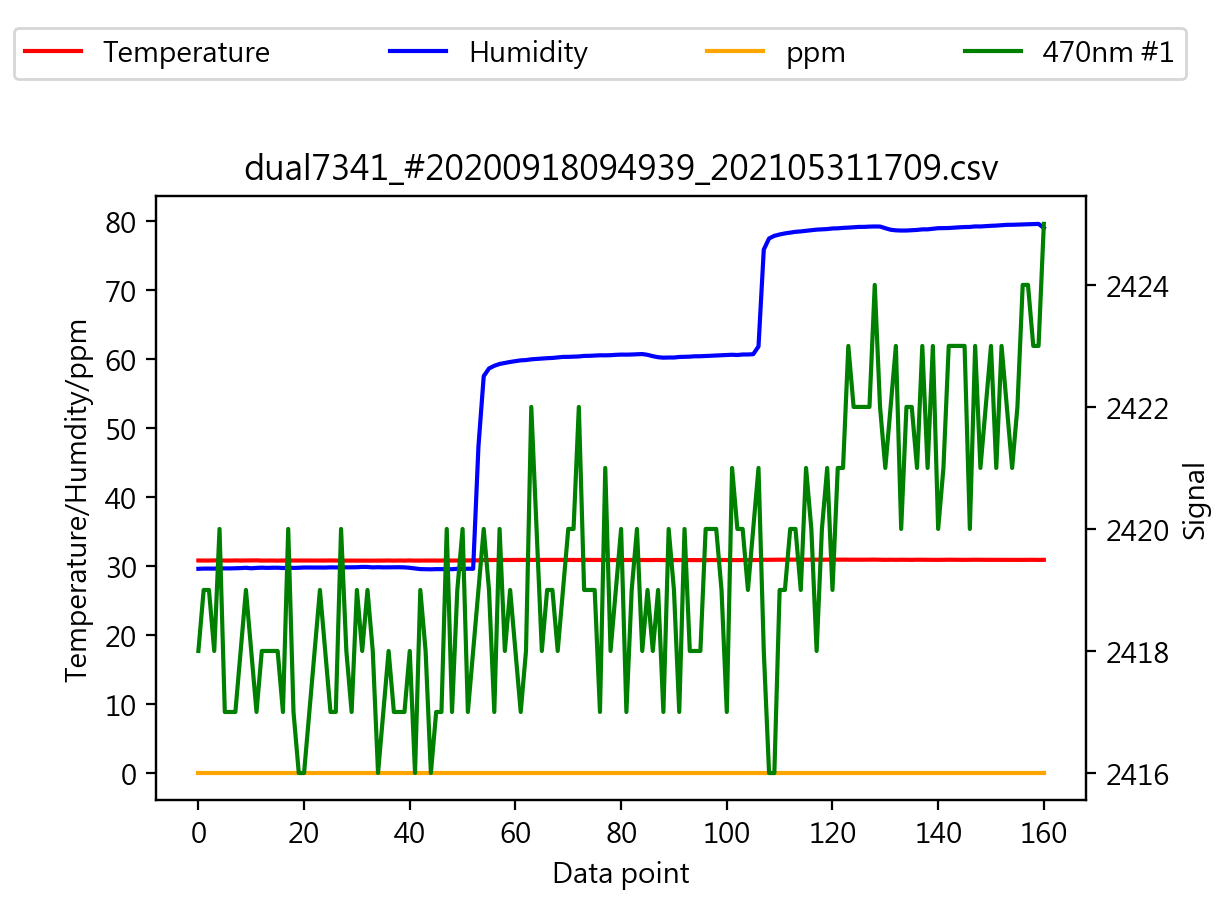 Temperature Humidity ppm 470nm #1
dual7341_#20200918094939_202105311709.csv
80
70
60
50
40
30
20
10
0
Temperature/Humdity/ppm
2424
2422
2420
2418
2416
Signal
0 20 40 60 80 100 120 140 160
Data point